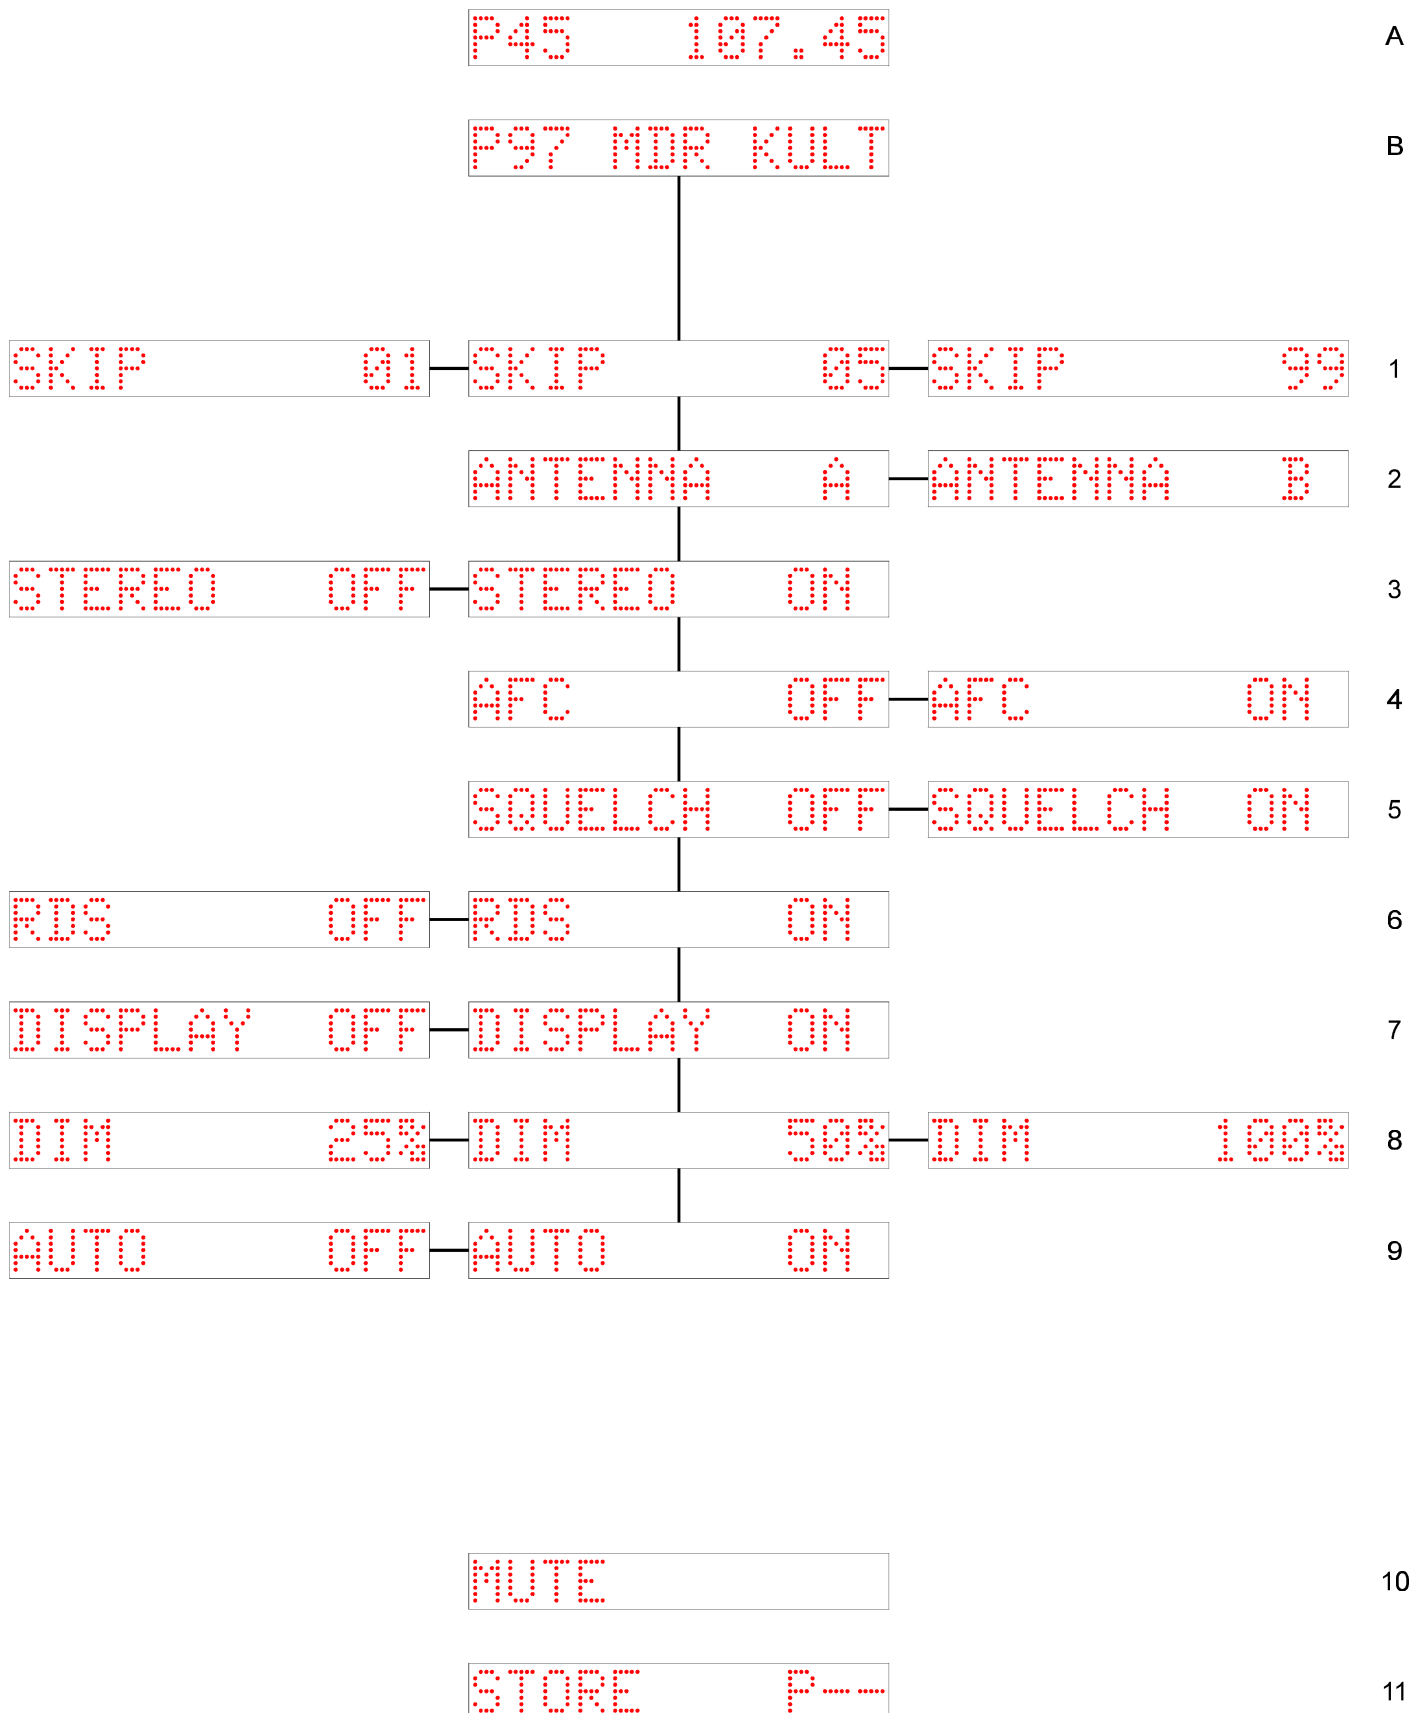 P45 107.45 A
P97 MDR KULT B
SKIP 01 SKIP 05 SKIP 99 1
ANTENNA A ANTENNA B 2
STEREO OFF STEREO ON 3
AFC OFF AFC ON 4
SQUELCH OFF SQUELCH ON 5
RDS OFF RDS ON 6
DISPLAY OFF DISPLAY ON 7
DIM 25% DIM 50% DIM 100% 8
AUTO OFF AUTO ON 9
MUTE 10
STORE P-- 11